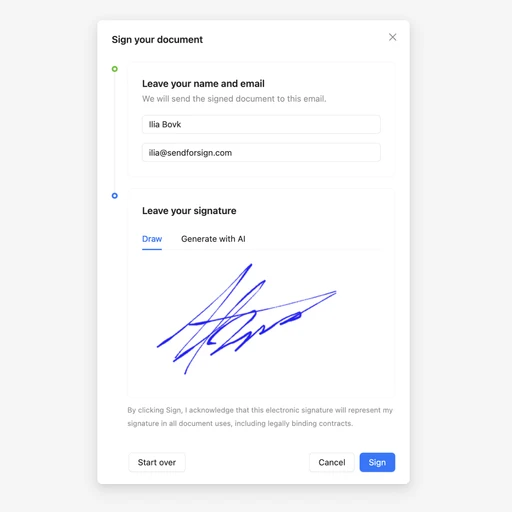 Sign your document
Leave your name and email
We will send the signed document to this email.
Ilia Bovk
ilia@sendforsign.com
Leave your signature
Draw Generate with AI
By clicking Sign, I acknowledge that this electronic signature will represent my
signature in all document uses, including legally binding contracts.
Start over Cancel Sign